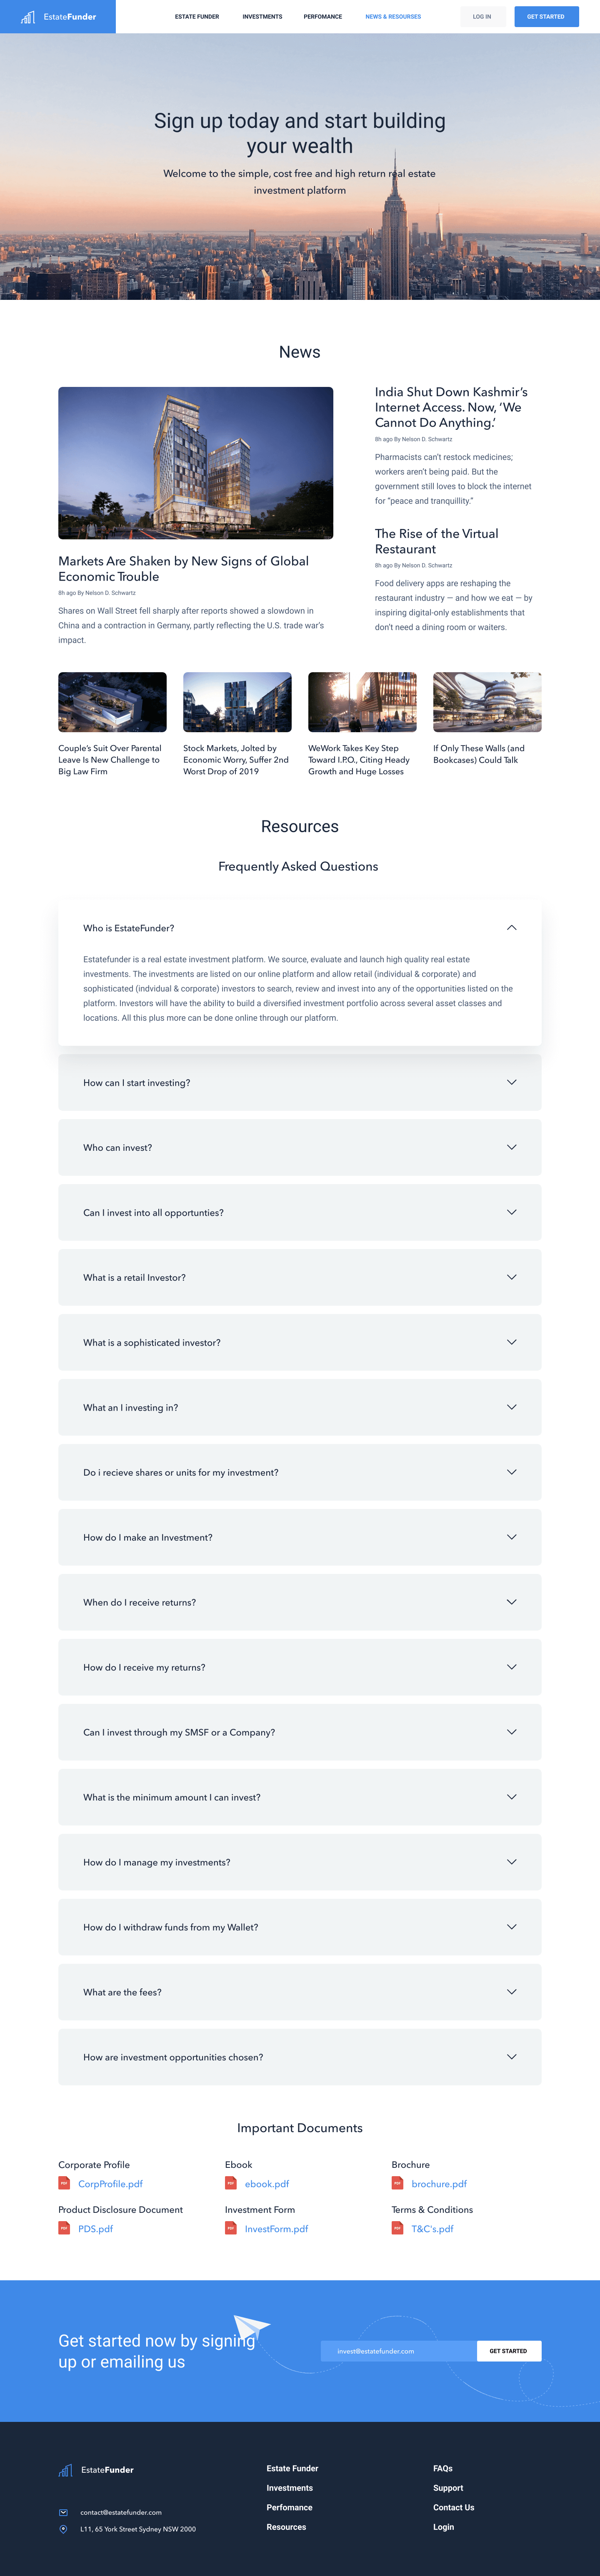 EstateFunder
ESTATE FUNDER
INVESTMENTS
PERFOMANCE
NEWS & RESOURSES
LOG IN
GET STARTED
Sign up today and start building
your wealth
Welcome to the simple, cost free and high return real estate
investment platform
News
Markets Are Shaken by New Signs of Global
Economic Trouble
8h ago By Nelson D. Schwartz
Shares on Wall Street fell sharply after reports showed a slowdown in
China and a contraction in Germany, partly reflecting the U.S. trade war's
impact.
India Shut Down Kashmir's
Internet Access. Now, 'We
Cannot Do Anything.'
8h ago By Nelson D. Schwartz
Pharmacists can't restock medicines;
workers aren't being paid. But the
government still loves to block the internet
for "peace and tranquillity."
The Rise of the Virtual
Restaurant
8h ago By Nelson D. Schwartz
Food delivery apps are reshaping the
restaurant industry — and how we eat — by
inspiring digital-only establishments that
don't need a dining room or waiters.
Couple's Suit Over Parental
Leave Is New Challenge to
Big Law Firm
Stock Markets, Jolted by
Economic Worry, Suffer 2nd
Worst Drop of 2019
WeWork Takes Key Step
Toward I.P.O., Citing Heady
Growth and Huge Losses
If Only These Walls (and
Bookcases) Could Talk
Resources
Frequently Asked Questions
Who is EstateFunder?
Estatefunder is a real estate investment platform. We source, evaluate and launch high quality real estate
investments. The investments are listed on our online platform and allow retail (individual & corporate) and
sophisticated (indvidual & corporate) investors to search, review and invest into any of the opportunities listed on the
platform. Investors will have the ability to build a diversified investment portfolio across several asset classes and
locations. All this plus more can be done online through our platform.
How can I start investing?
Who can invest?
Can I invest into all opportunties?
What is a retail Investor?
What is a sophisticated investor?
What an I investing in?
Do i recieve shares or units for my investment?
How do I make an Investment?
When do I receive returns?
How do I receive my returns?
Can I invest through my SMSF or a Company?
What is the minimum amount I can invest?
How do I manage my investments?
How do I withdraw funds from my Wallet?
What are the fees?
How are investment opportunities chosen?
Important Documents
Corporate Profile
PDF CorpProfile.pdf
Ebook
PDF ebook.pdf
Brochure
PDF brochure.pdf
Product Disclosure Document
PDF PDS.pdf
Investment Form
PDF InvestForm.pdf
Terms & Conditions
PDF T&C's.pdf
Get started now by signing
up or emailing us
invest@estatefunder.com
GET STARTED
EstateFunder
contact@estatefunder.com
L11, 65 York Street Sydney NSW 2000
Estate Funder
Investments
Perfomance
Resources
FAQs
Support
Contact Us
Login